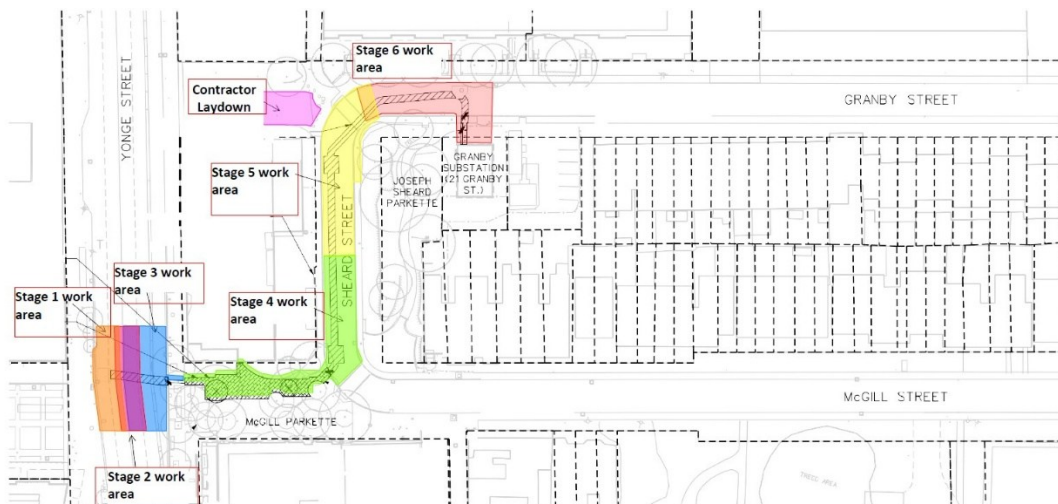 YONGE STREET
Stage 6 work
area
Contractor
Laydown
GRANBY STREET
GRANBY
SUBSTATION
(21 GRANBY
ST.)
JOSEPH
SHEARD
PARKETTE
Stage 5 work
area
SHEARD STREET
Stage 3 work
area
Stage 1 work
area
Stage 4 work
area
McGILL STREET
McGILL PARKETTE
Stage 2 work
area
TREED AREA